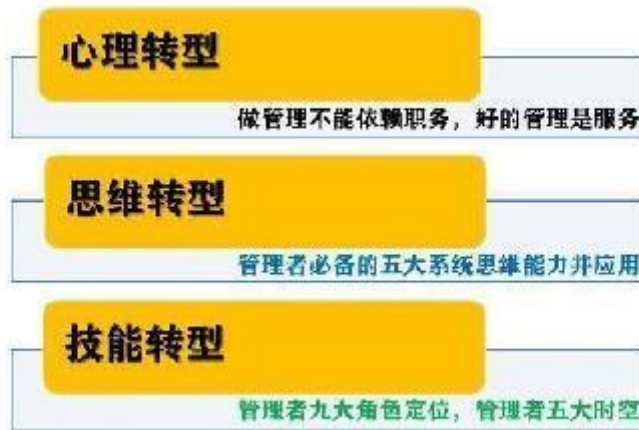 心理转型
做管理不能依赖职务，好的管理是服务
思维转型
管理者必备的五大系统思维能力并应用
技能转型
管理者九大角色定位，管理者五大时空